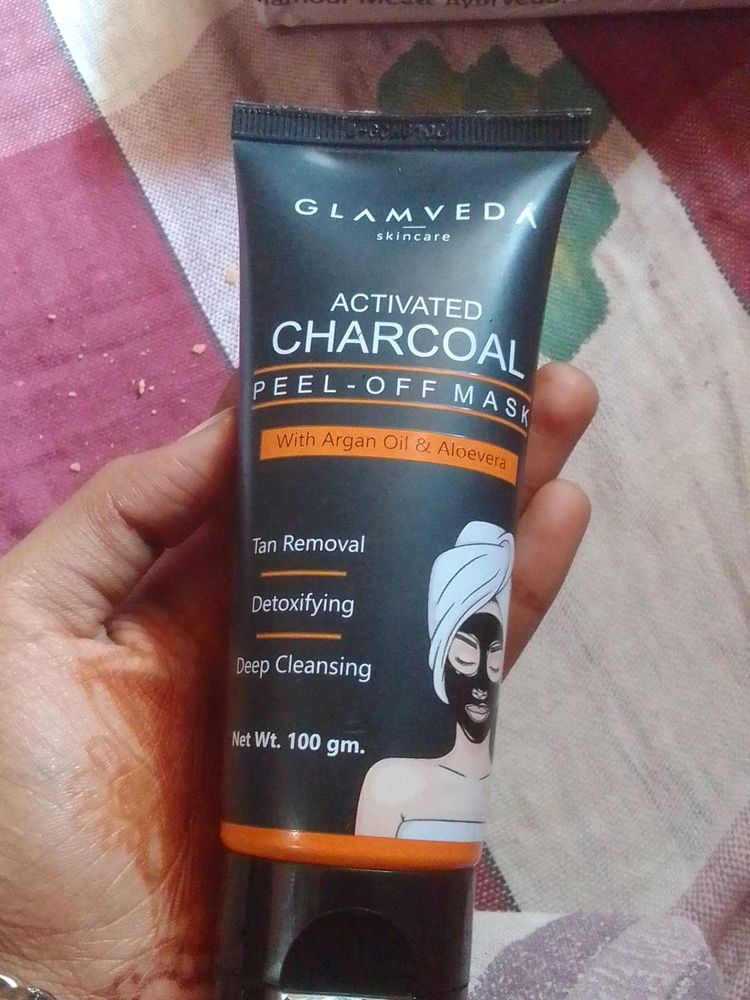 GLAMVEDA
skincare
ACTIVATED
CHARCOAL
PEEL-OFF MASK
With Argan Oil & Aloevera
Tan Removal
Detoxifying
Deep Cleansing
Net Wt. 100 gm.